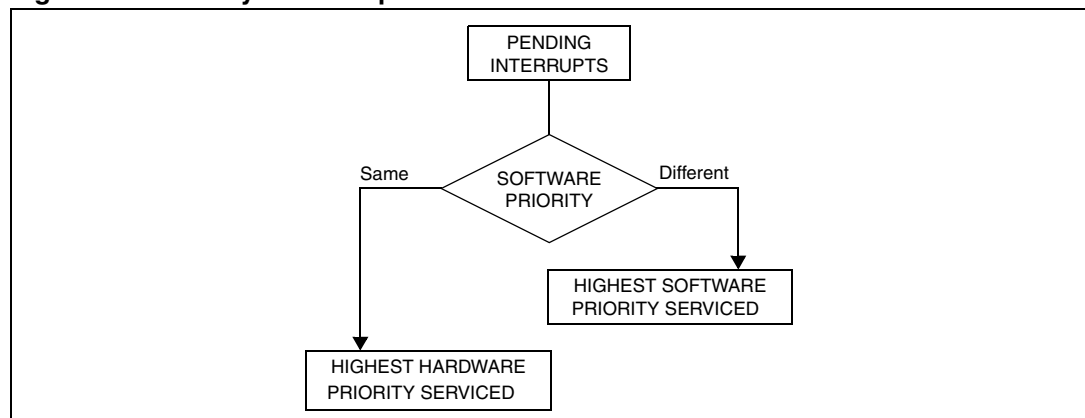 PENDING
INTERRUPTS
Same
SOFTWARE
PRIORITY
Different
HIGHEST SOFTWARE
PRIORITY SERVICED
HIGHEST HARDWARE
PRIORITY SERVICED